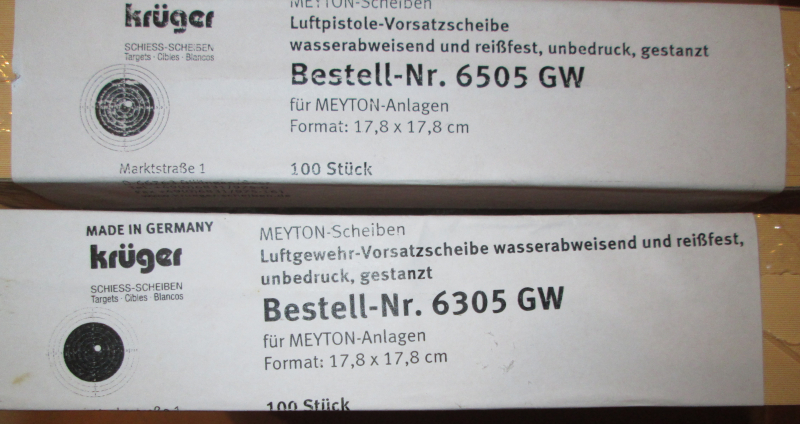 MEYTON-Scheiben
krüger
Luftpistole-Vorsatzscheibe
wasserabweisend und reißfest, unbedruck, gestanzt
SCHIESS-SCHEIBEN
Targets · Cibles · Blancos
Bestell-Nr. 6505 GW
für MEYTON-Anlagen
Format: 17,8 x 17,8 cm
Marktstraße 1
100 Stück
MADE IN GERMANY
krüger
SCHIESS-SCHEIBEN
Targets · Cibles · Blancos
MEYTON-Scheiben
Luftgewehr-Vorsatzscheibe wasserabweisend und reißfest,
unbedruck, gestanzt
Bestell-Nr. 6305 GW
für MEYTON-Anlagen
Format: 17,8 x 17,8 cm
100 Stück